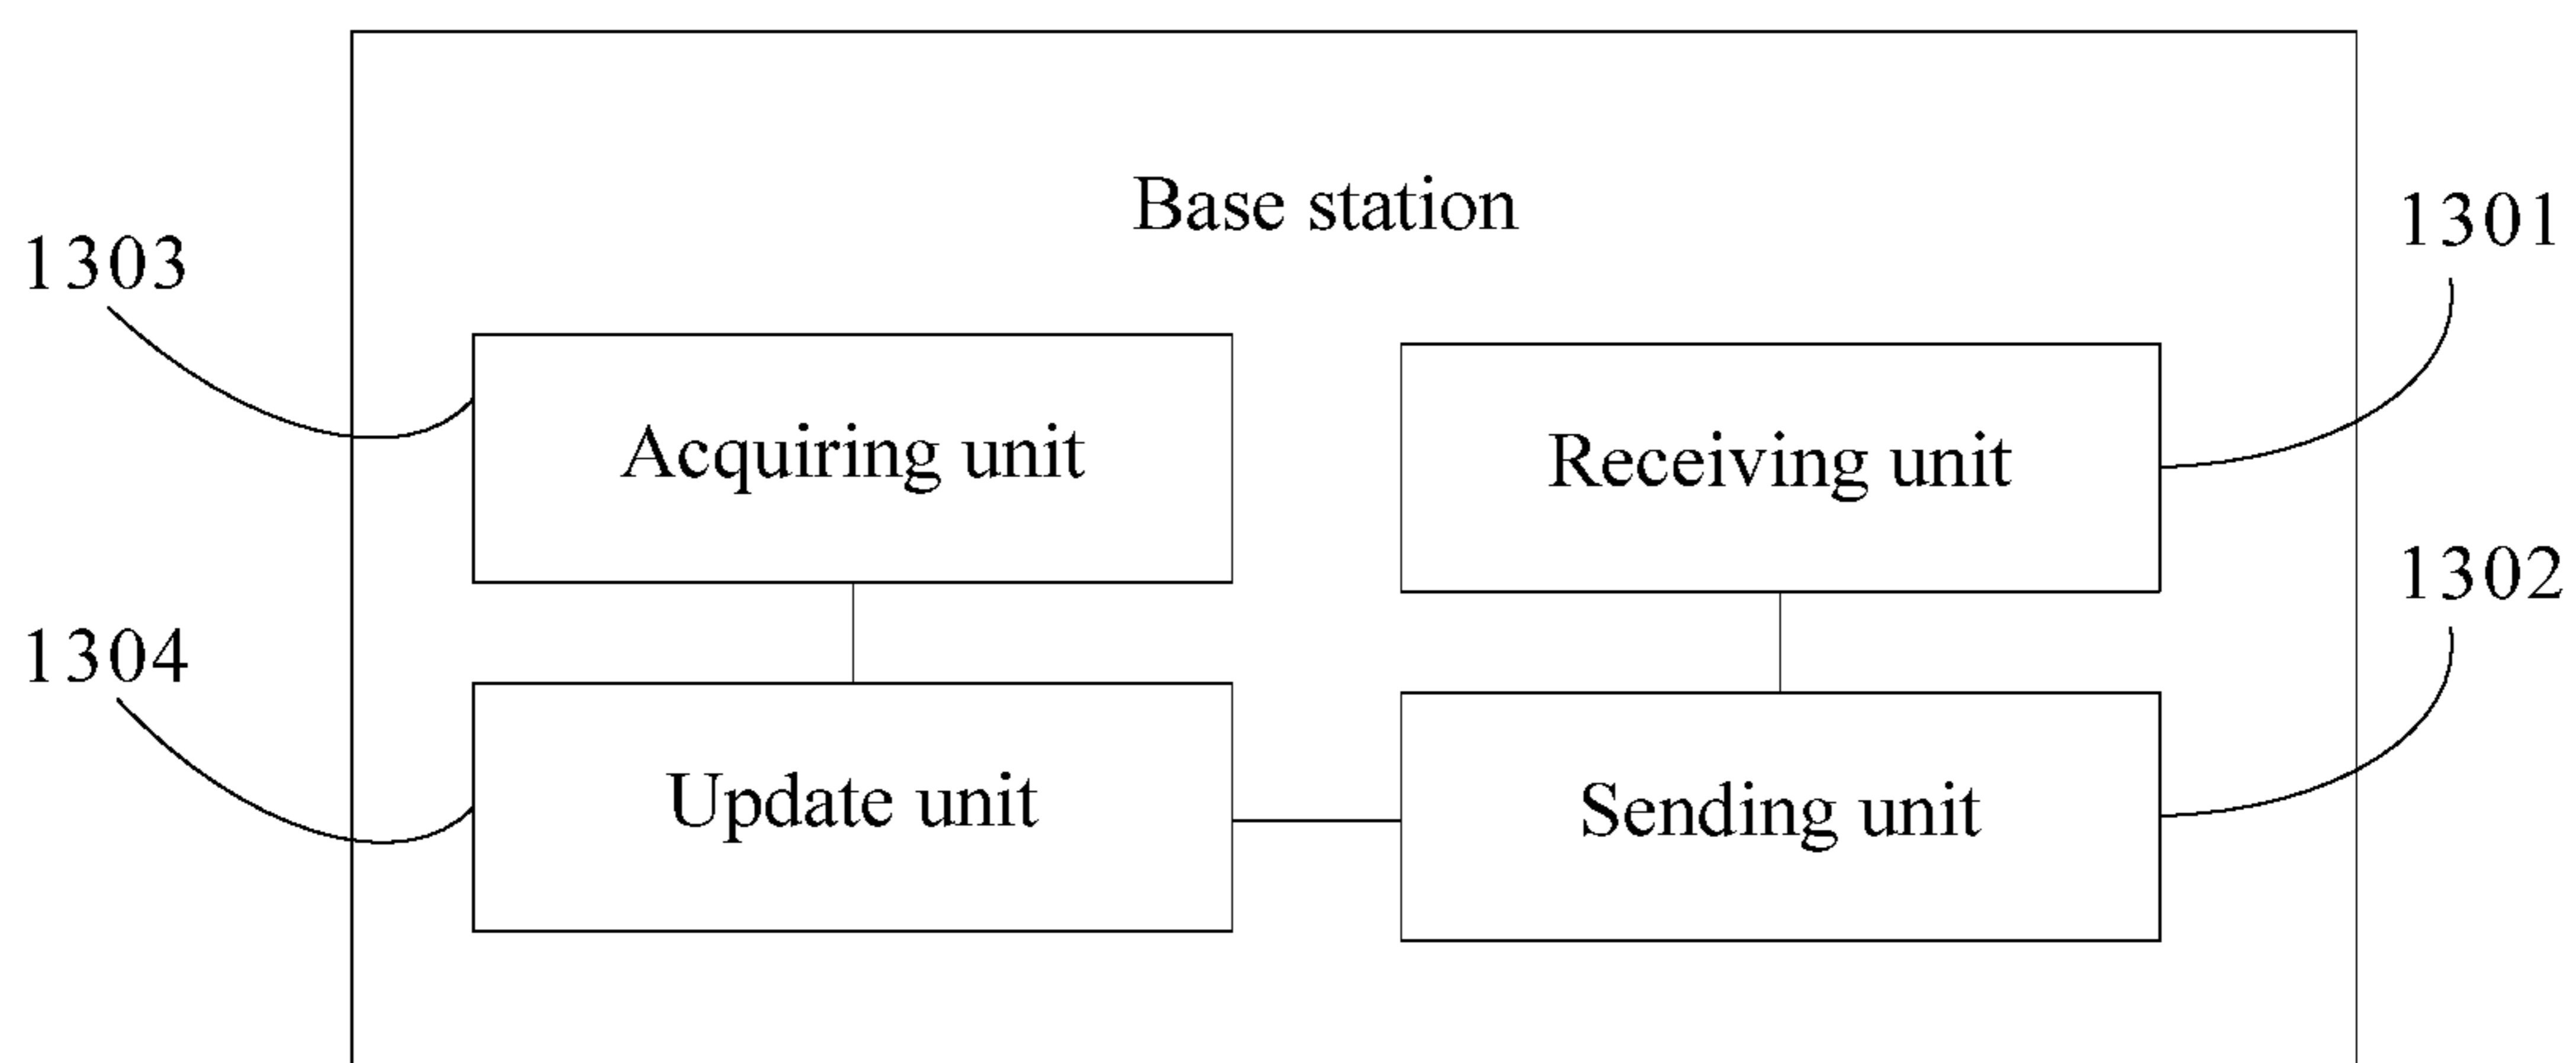 Base station
1303
1301
Acquiring unit
Receiving unit
1304
1302
Update unit
Sending unit